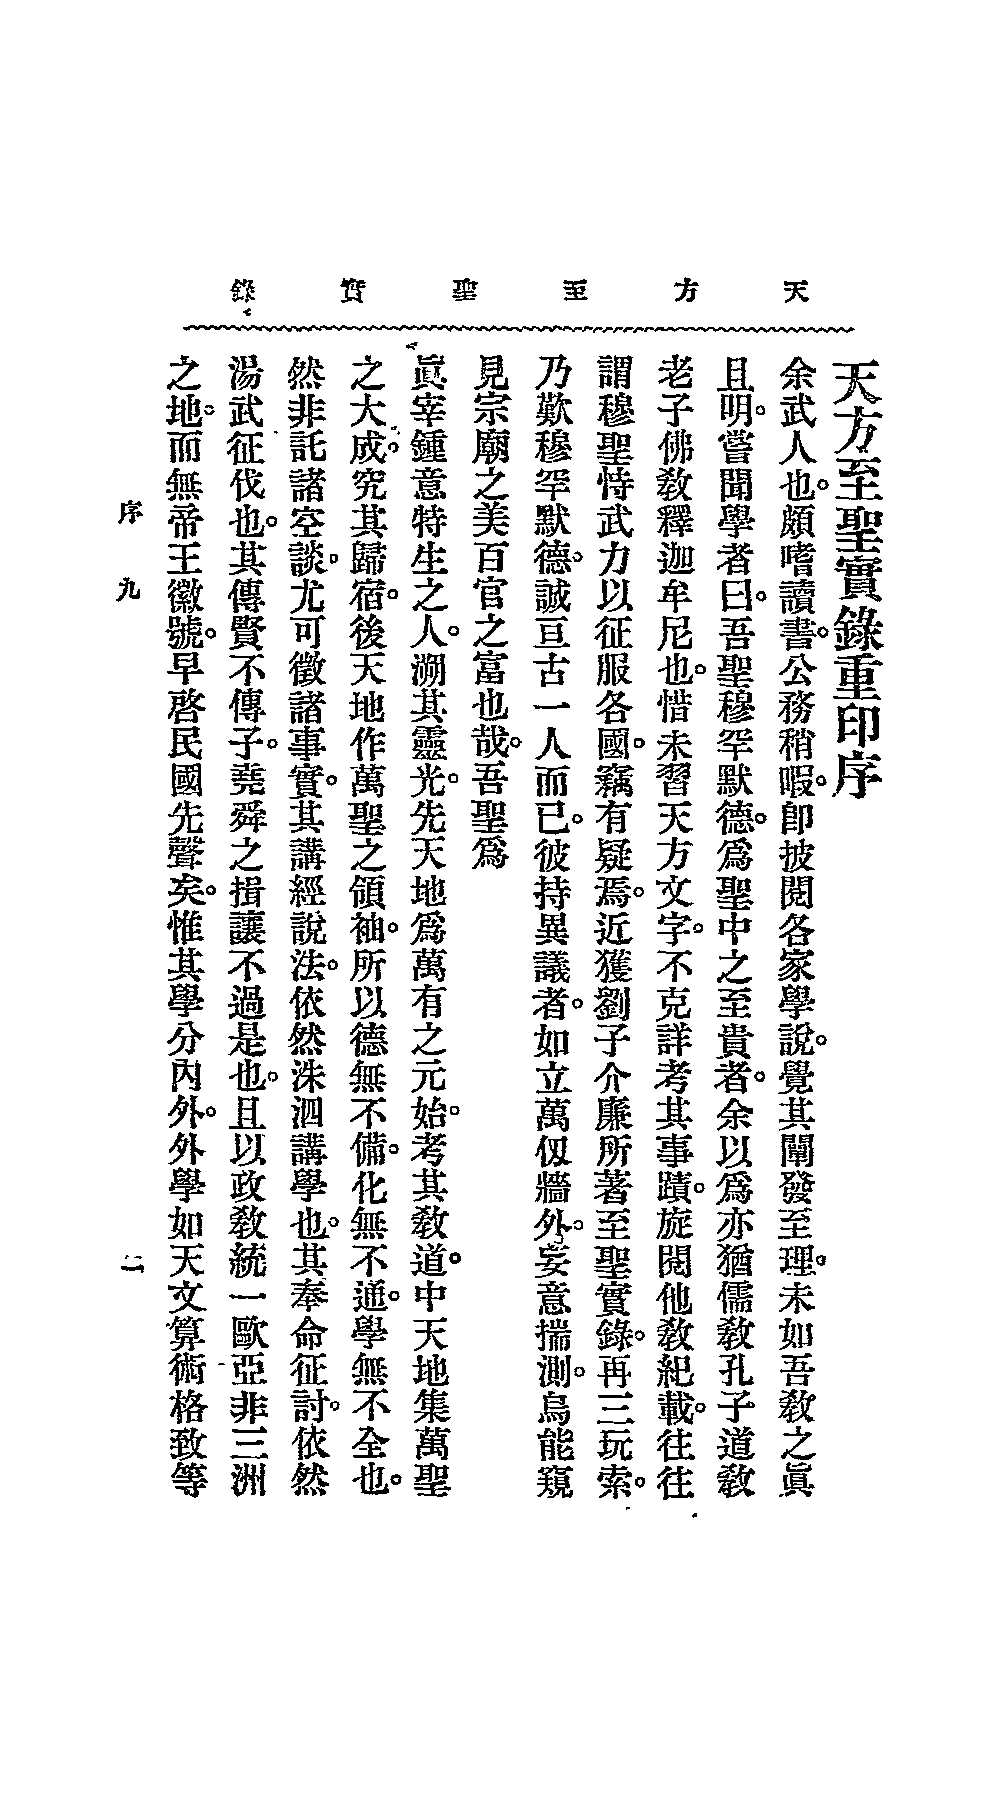 天方至聖實錄
天方至聖實錄重印序
余武人也。頗嗜讀書。公務稍暇。卽披閱各家學說。覺其闡發至理。未如吾敎之眞
且明。嘗聞學者曰。吾聖穆罕默德。爲聖中之至貴者。余以爲亦猶儒敎孔子道敎
老子佛敎釋迦牟尼也。惜未習天方文字。不克詳考其事蹟。旋閱他敎紀載。往往
謂穆聖恃武力以征服各國。竊有疑焉。近獲劉子介廉所著至聖實錄。再三玩索。
乃歎穆罕默德。誠亘古一人而已。彼持異議者。如立萬仭牆外。妄意揣測。烏能窺
見宗廟之美百官之富也哉。吾聖爲
眞宰鍾意特生之人。溯其靈光。先天地爲萬有之元始。考其敎道。中天地集萬聖
之大成。究其歸宿。後天地作萬聖之領袖。所以德無不備。化無不通。學無不全也。
然非託諸空談。尤可徵諸事實。其講經說法。依然洙泗講學也。其奉命征討。依然
湯武征伐也。其傳賢不傳子。堯舜之揖讓不過是也。且以政敎統一歐亞非三洲
之地。而無帝王徽號。早啓民國先聲矣。惟其學分內外。外學如天文算術格致等
序 九
二